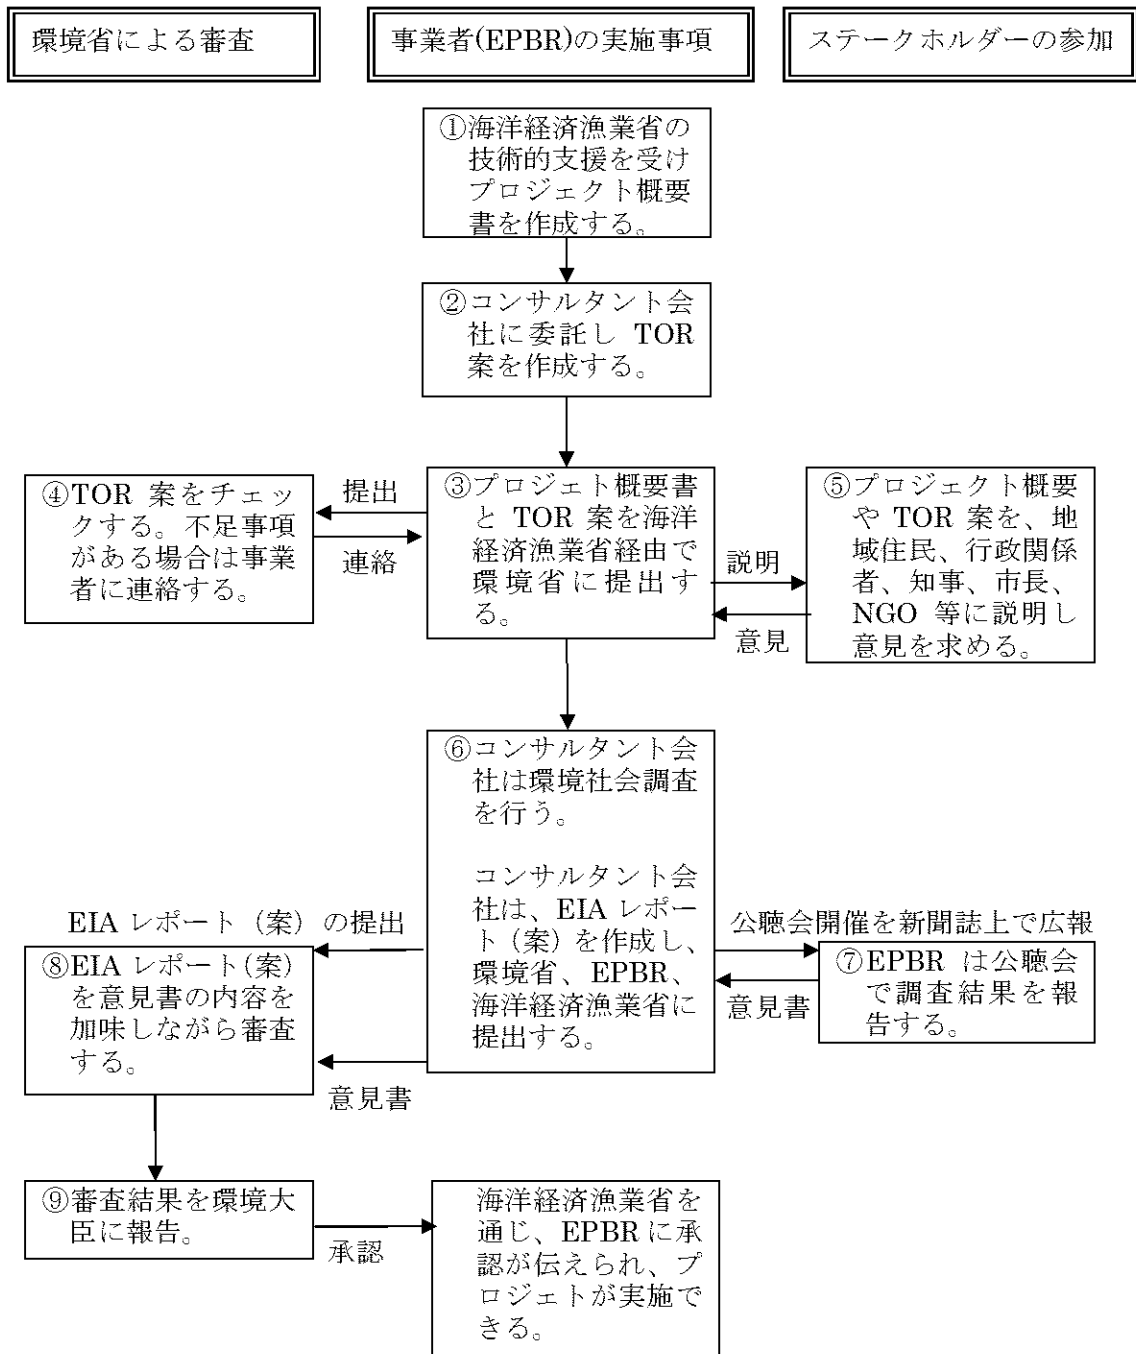 環境省による審査
事業者(EPBR)の実施事項
ステークホルダーの参加
①海洋経済漁業省の
技術的支援を受け
プロジェクト概要
書を作成する。
②コンサルタント会
社に委託し TOR
案を作成する。
④TOR 案をチェッ
クする。不足事項
がある場合は事業
者に連絡する。
提出
連絡
③プロジェト概要書
と TOR 案を海洋
経済漁業省経由で
環境省に提出す
る。
説明
意見
⑤プロジェクト概要
や TOR 案を、地
域住民、行政関係
者、知事、市長、
NGO 等に説明し
意見を求める。
⑥コンサルタント会
社は環境社会調査
を行う。
コンサルタント会
社は、EIA レポー
ト（案）を作成し、
環境省、EPBR、
海洋経済漁業省に
提出する。
EIA レポート（案）の提出
公聴会開催を新聞誌上で広報
⑦EPBR は公聴会
で調査結果を報
告する。
意見書
⑧EIA レポート(案)
を意見書の内容を
加味しながら審査
する。
意見書
⑨審査結果を環境大
臣に報告。
承認
海洋経済漁業省を
通じ、EPBR に承
認が伝えられ、プ
ロジェトが実施で
きる。